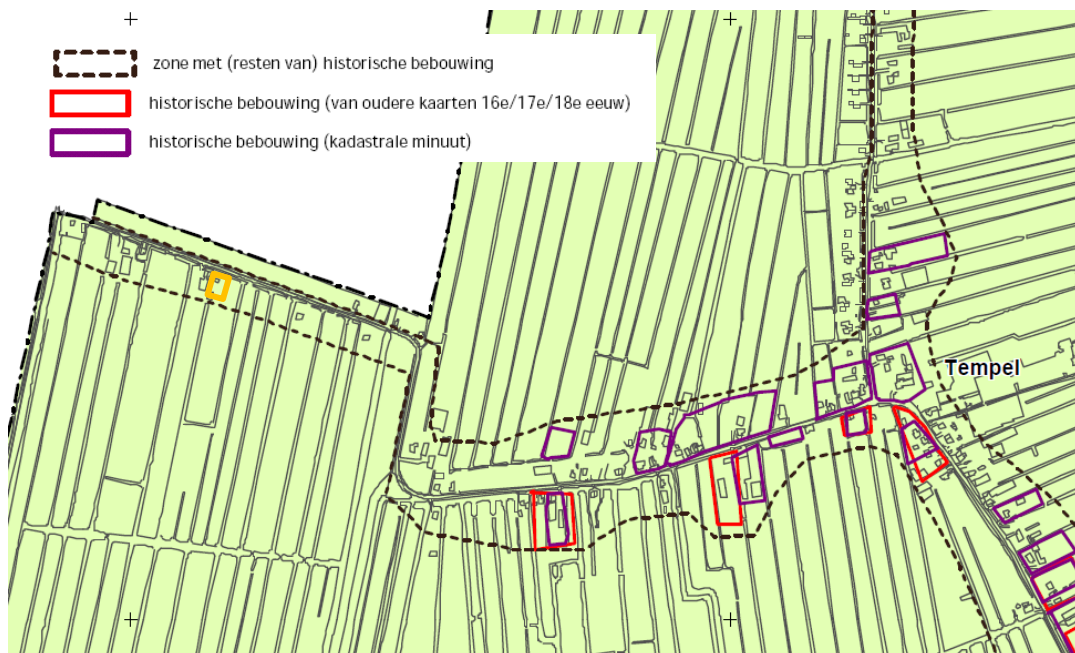 zone met (resten van) historische bebouwing
historische bebouwing (van oudere kaarten 16e/17e/18e eeuw)
historische bebouwing (kadastrale minuut)
Tempel